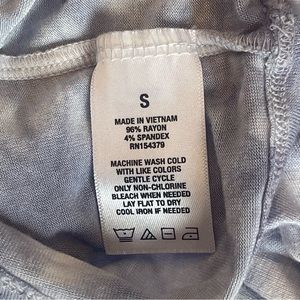 S
MADE IN VIETNAM
96% RAYON
4% SPANDEX
RN154379
MACHINE WASH COLD
WITH LIKE COLORS
GENTLE CYCLE
ONLY NON-CHLORINE
BLEACH WHEN NEEDED
LAY FLAT TO DRY
COOL IRON IF NEEDED